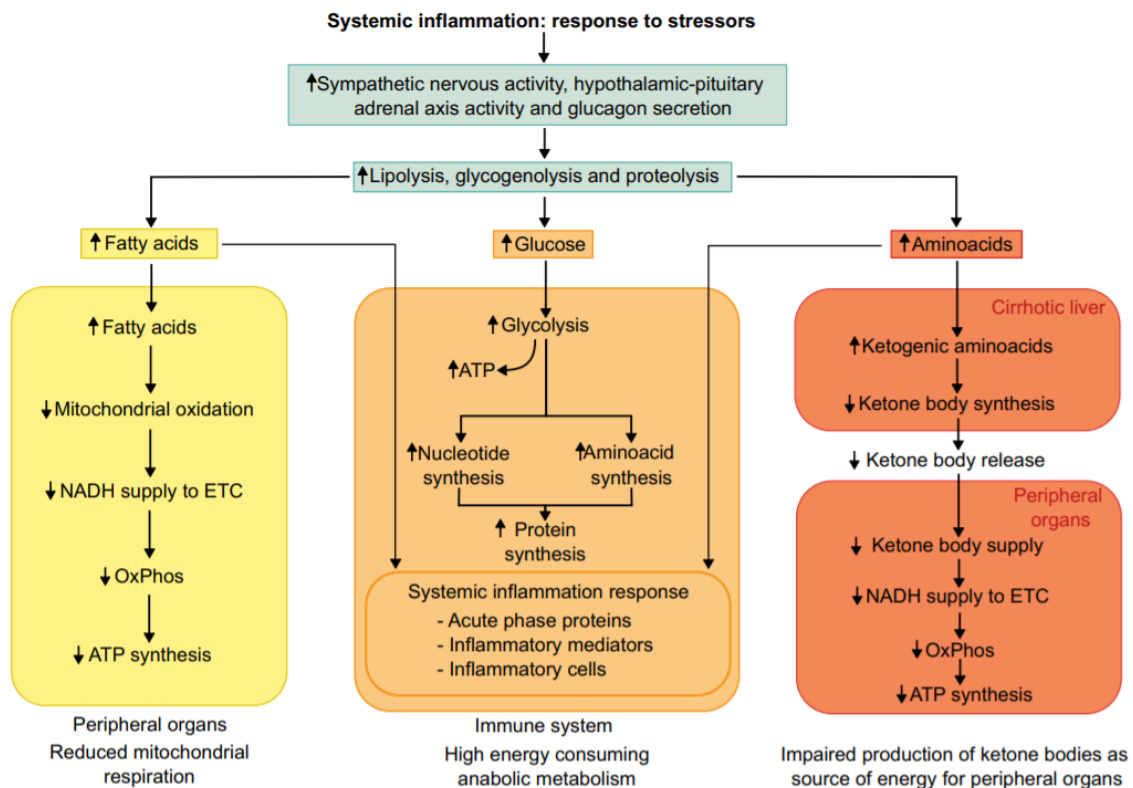 Systemic inflammation: response to stressors
↑Sympathetic nervous activity, hypothalamic-pituitary
adrenal axis activity and glucagon secretion
↑Lipolysis, glycogenolysis and proteolysis
↑Fatty acids
↑Glucose
↑Aminoacids
↑Fatty acids
↓Mitochondrial oxidation
↓NADH supply to ETC
↓OxPhos
↓ATP synthesis
Peripheral organs
Reduced mitochondrial
respiration
↑Glycolysis
↑ATP
↑Nucleotide
synthesis
↑Aminoacid
synthesis
↑ Protein
synthesis
Systemic inflammation response
- Acute phase proteins
- Inflammatory mediators
- Inflammatory cells
Immune system
High energy consuming
anabolic metabolism
Cirrhotic liver
↑Ketogenic aminoacids
↓Ketone body synthesis
↓ Ketone body release
Peripheral
organs
↓ Ketone body supply
↓NADH supply to ETC
↓OxPhos
↓ATP synthesis
Impaired production of ketone bodies as
source of energy for peripheral organs